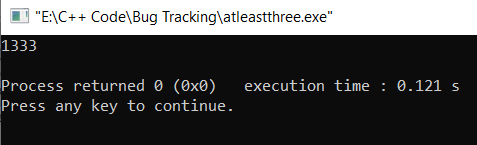 "E:\C++ Code\Bug Tracking\atleastthree.exe"
1333
Process returned 0 (0x0)   execution time : 0.121 s
Press any key to continue.